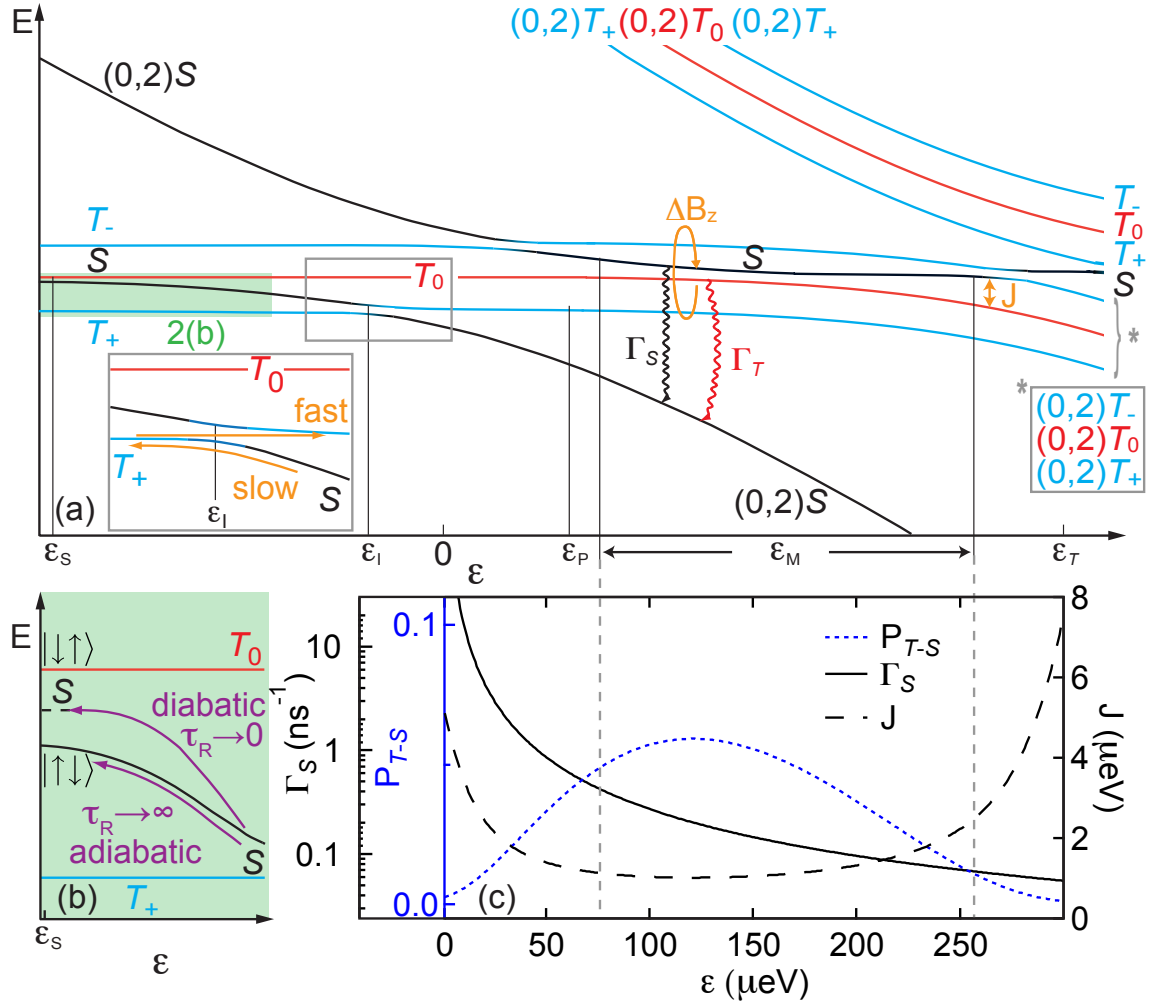 E
(0,2)T+ (0,2)T0 (0,2)T+
(0,2)S
T-
S
T0
T+
2(b)
ΔBz
S
J
T-
T0
T+
S
*
ΓS
ΓT
*
(0,2)T-
(0,2)T0
(0,2)T+
(0,2)S
T0
fast
T+
slow
S
εI
(a)
εS
εI
0
ε
εP
εM
εT
E
|↓↑⟩
T0
S
diabatic
τR→0
|↑↓⟩
τR→∞
adiabatic
S
(b)
T+
εS
ε
ΓS (ns-1)
10
1
0.1
PT-S
0.1
0.0
PT-S
ΓS
J
(c)
8
6
4
2
0
J (μeV)
0
50
100
150
200
250
ε (μeV)